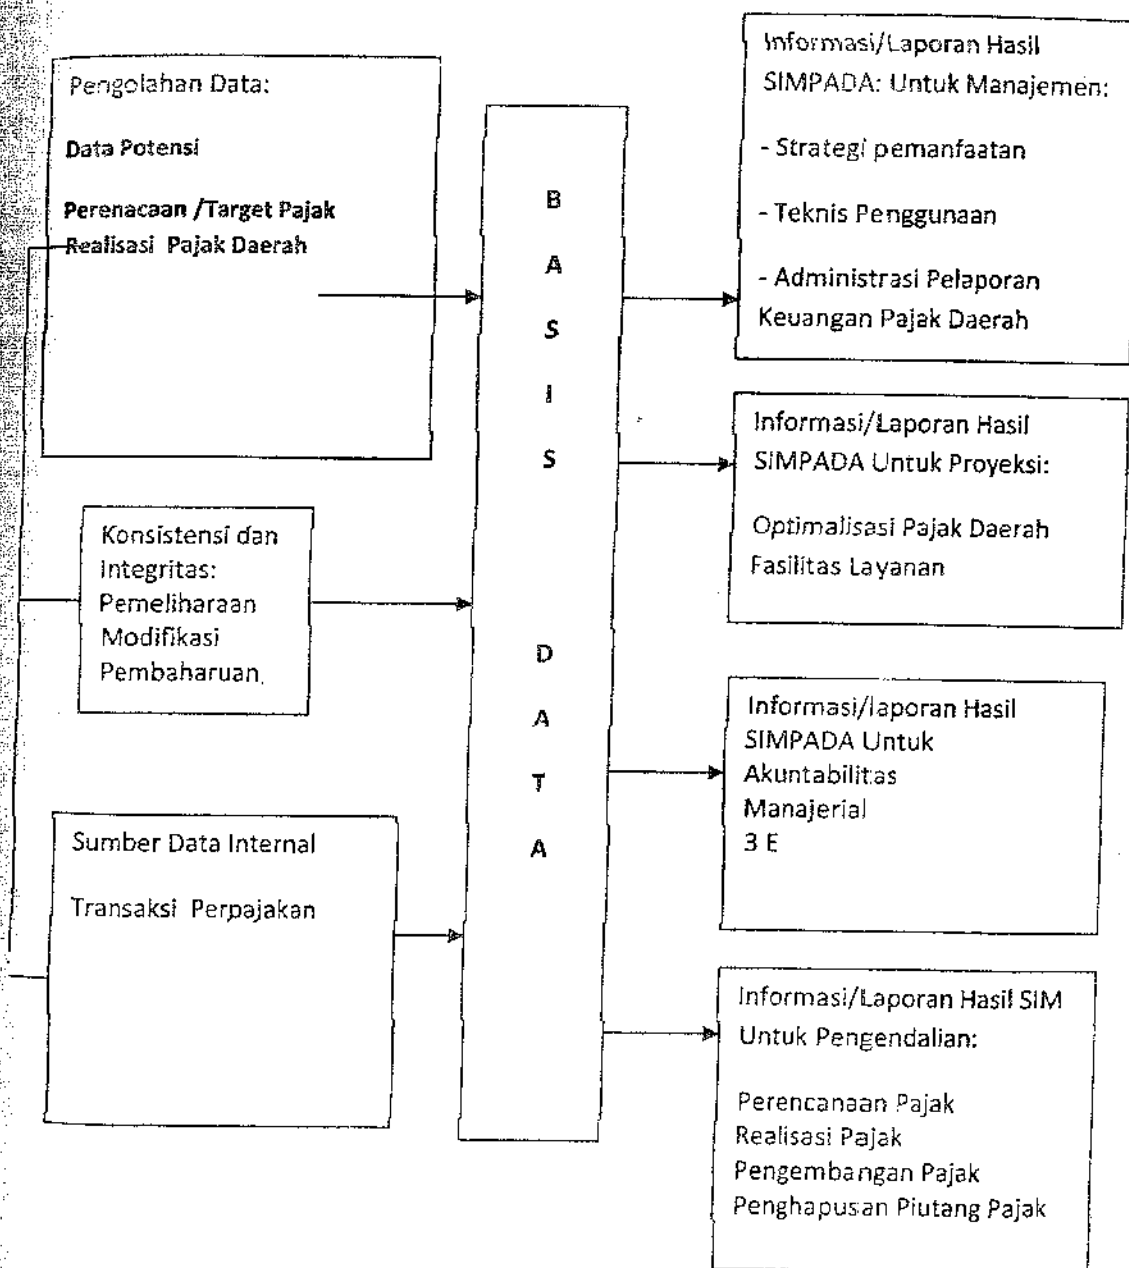 Pengolahan Data:
Data Potensi
Perenacaan /Target Pajak
Realisasi Pajak Daerah
Konsistensi dan
Integritas:
Pemeliharaan
Modifikasi
Pembaharuan
Sumber Data Internal
Transaksi Perpajakan
B
A
S
I
S
D
A
T
A
Informasi/Laporan Hasil
SIMPADA: Untuk Manajemen:
- Strategi pemanfaatan
- Teknis Penggunaan
- Administrasi Pelaporan
Keuangan Pajak Daerah
Informasi/Laporan Hasil
SIMPADA Untuk Proyeksi:
Optimalisasi Pajak Daerah
Fasilitas Layanan
Informasi/laporan Hasil
SIMPADA Untuk
Akuntabilitas
Manajerial
3 E
Informasi/Laporan Hasil SIM
Untuk Pengendalian:
Perencanaan Pajak
Realisasi Pajak
Pengembangan Pajak
Penghapusan Piutang Pajak